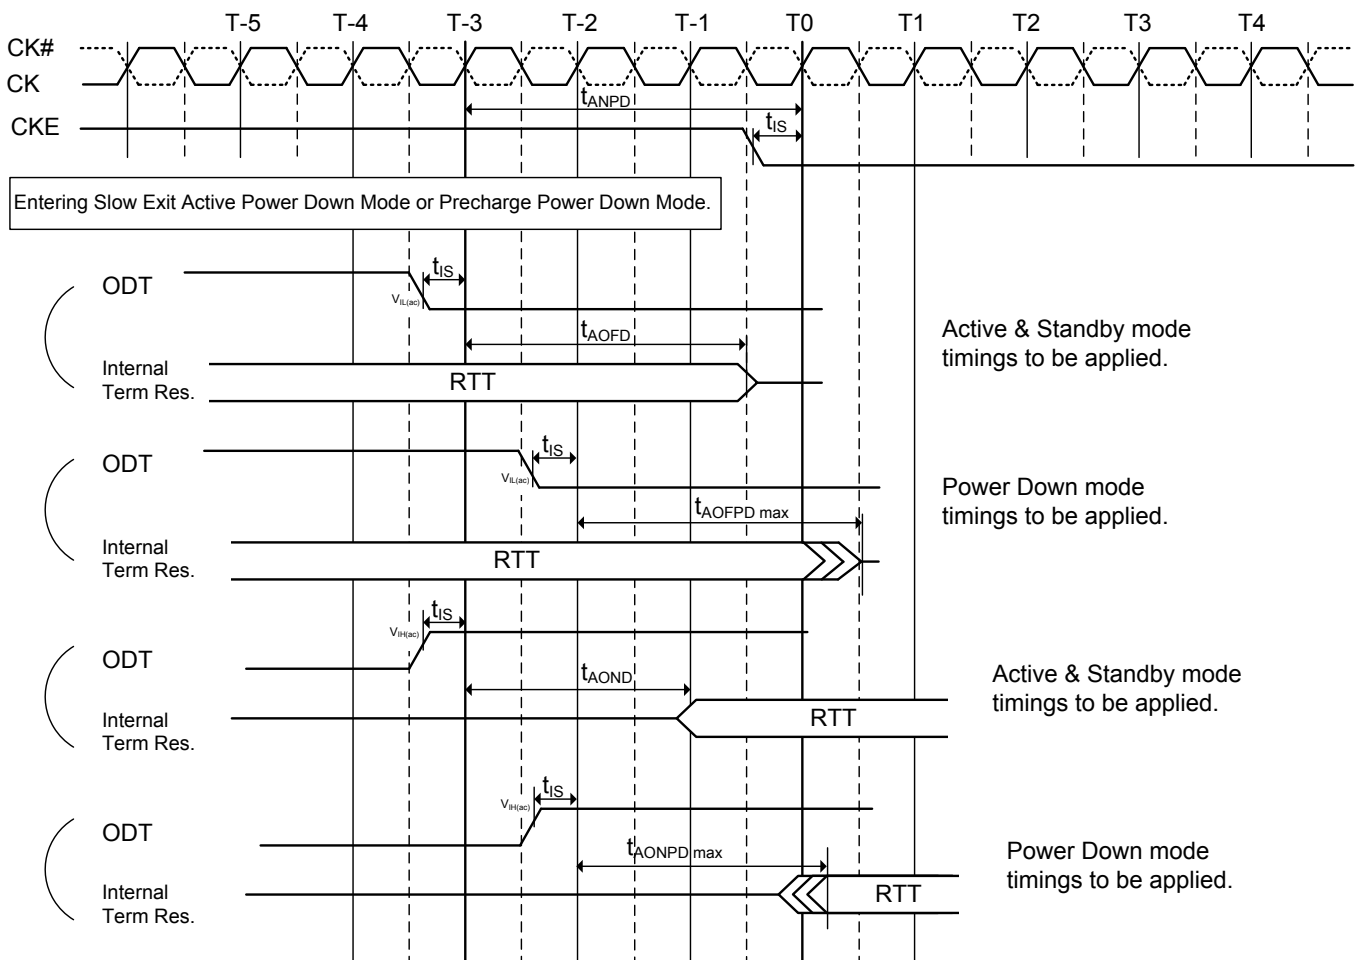 T-5 T-4 T-3 T-2 T-1 T0 T1 T2 T3 T4
CK#
CK
tANPD
CKE
tIS
Entering Slow Exit Active Power Down Mode or Precharge Power Down Mode.
ODT
tIS
VIL(ac)
tAOFD
Active & Standby mode
timings to be applied.
Internal
Term Res.
RTT
ODT
tIS
VIL(ac)
tAOFPD max
Power Down mode
timings to be applied.
Internal
Term Res.
RTT
tIS
VIH(ac)
ODT
tAOND
Active & Standby mode
timings to be applied.
Internal
Term Res.
RTT
tIS
VIH(ac)
ODT
tAONPD max
Power Down mode
timings to be applied.
Internal
Term Res.
RTT